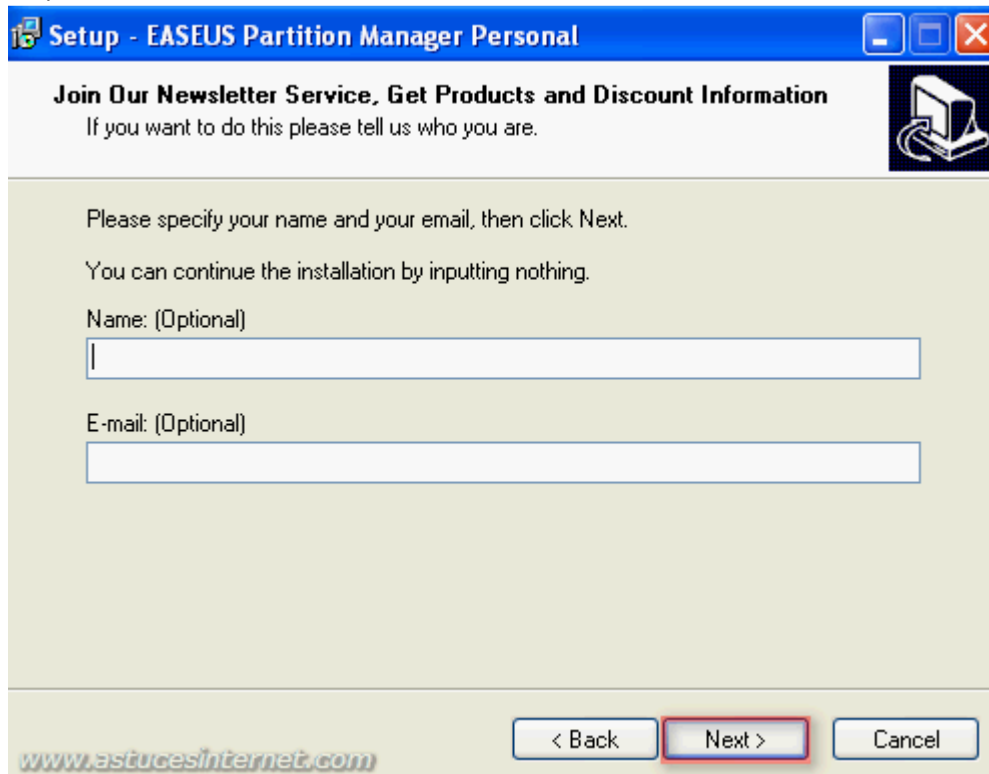 Setup - EASEUS Partition Manager Personal
Join Our Newsletter Service, Get Products and Discount Information
If you want to do this please tell us who you are.
Please specify your name and your email, then click Next.
You can continue the installation by inputting nothing.
Name: (Optional)
E-mail: (Optional)
< Back Next > Cancel
www.astucesinternet.com